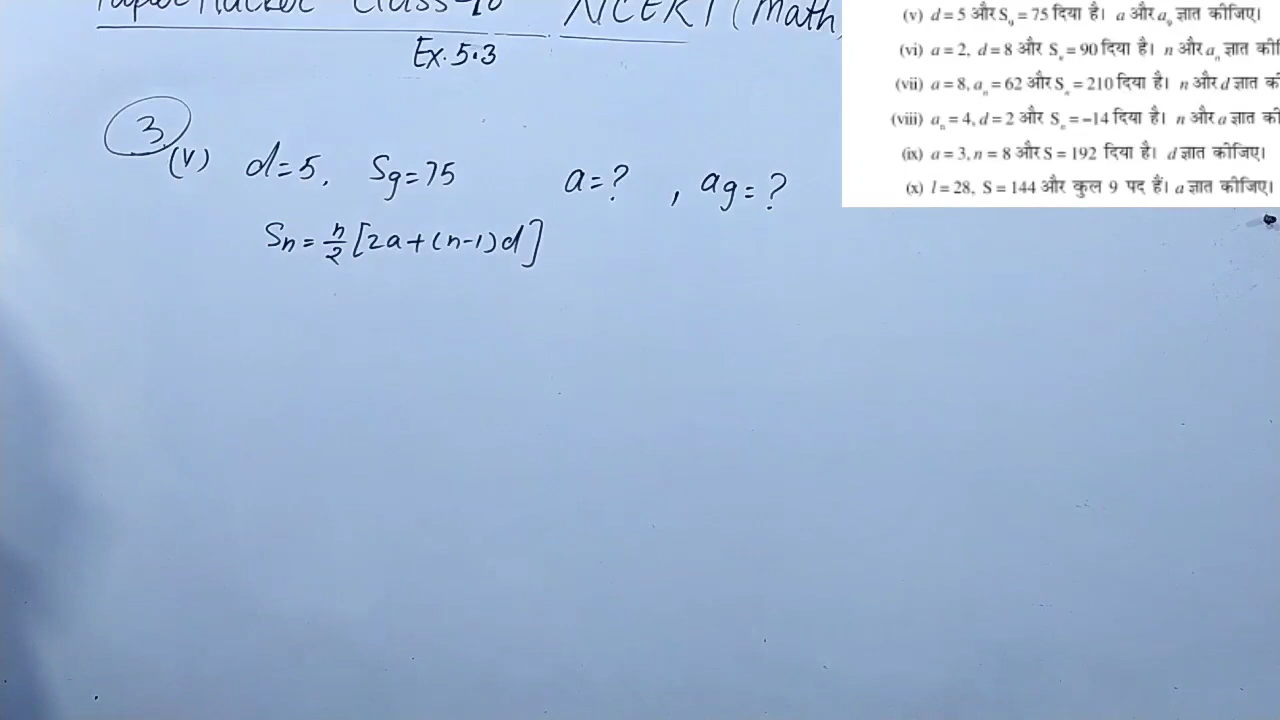 Class-10 NCERT (Math)
Ex. 5.3
3
(v) d=5, S9=75 a=? , a9=?
Sn = n/2 [2a+(n-1)d]
(v) d = 5 और S9 = 75 दिया है। a और a9 ज्ञात कीजिए।
(vi) a = 2, d = 8 और Sn = 90 दिया है। n और an ज्ञात की
(vii) a = 8, an = 62 और Sn = 210 दिया है। n और d ज्ञात की
(viii) an = 4, d = 2 और Sn = –14 दिया है। n और a ज्ञात की
(ix) a = 3, n = 8 और S = 192 दिया है। d ज्ञात कीजिए।
(x) l = 28, S = 144 और कुल 9 पद हैं। a ज्ञात कीजिए।